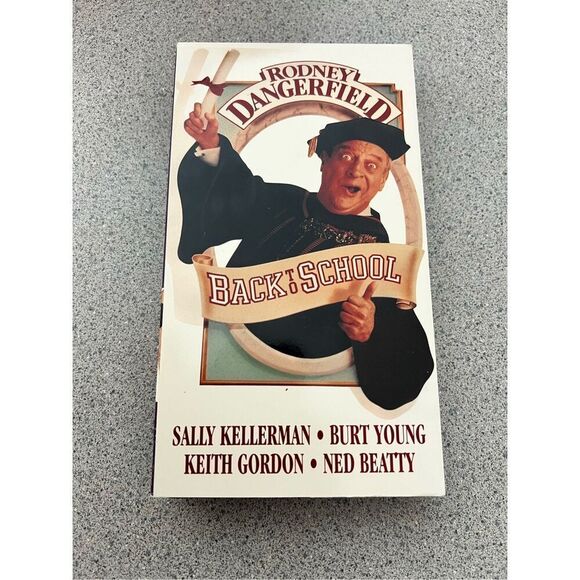 RODNEY
DANGERFIELD
BACK TO SCHOOL
SALLY KELLERMAN • BURT YOUNG
KEITH GORDON • NED BEATTY